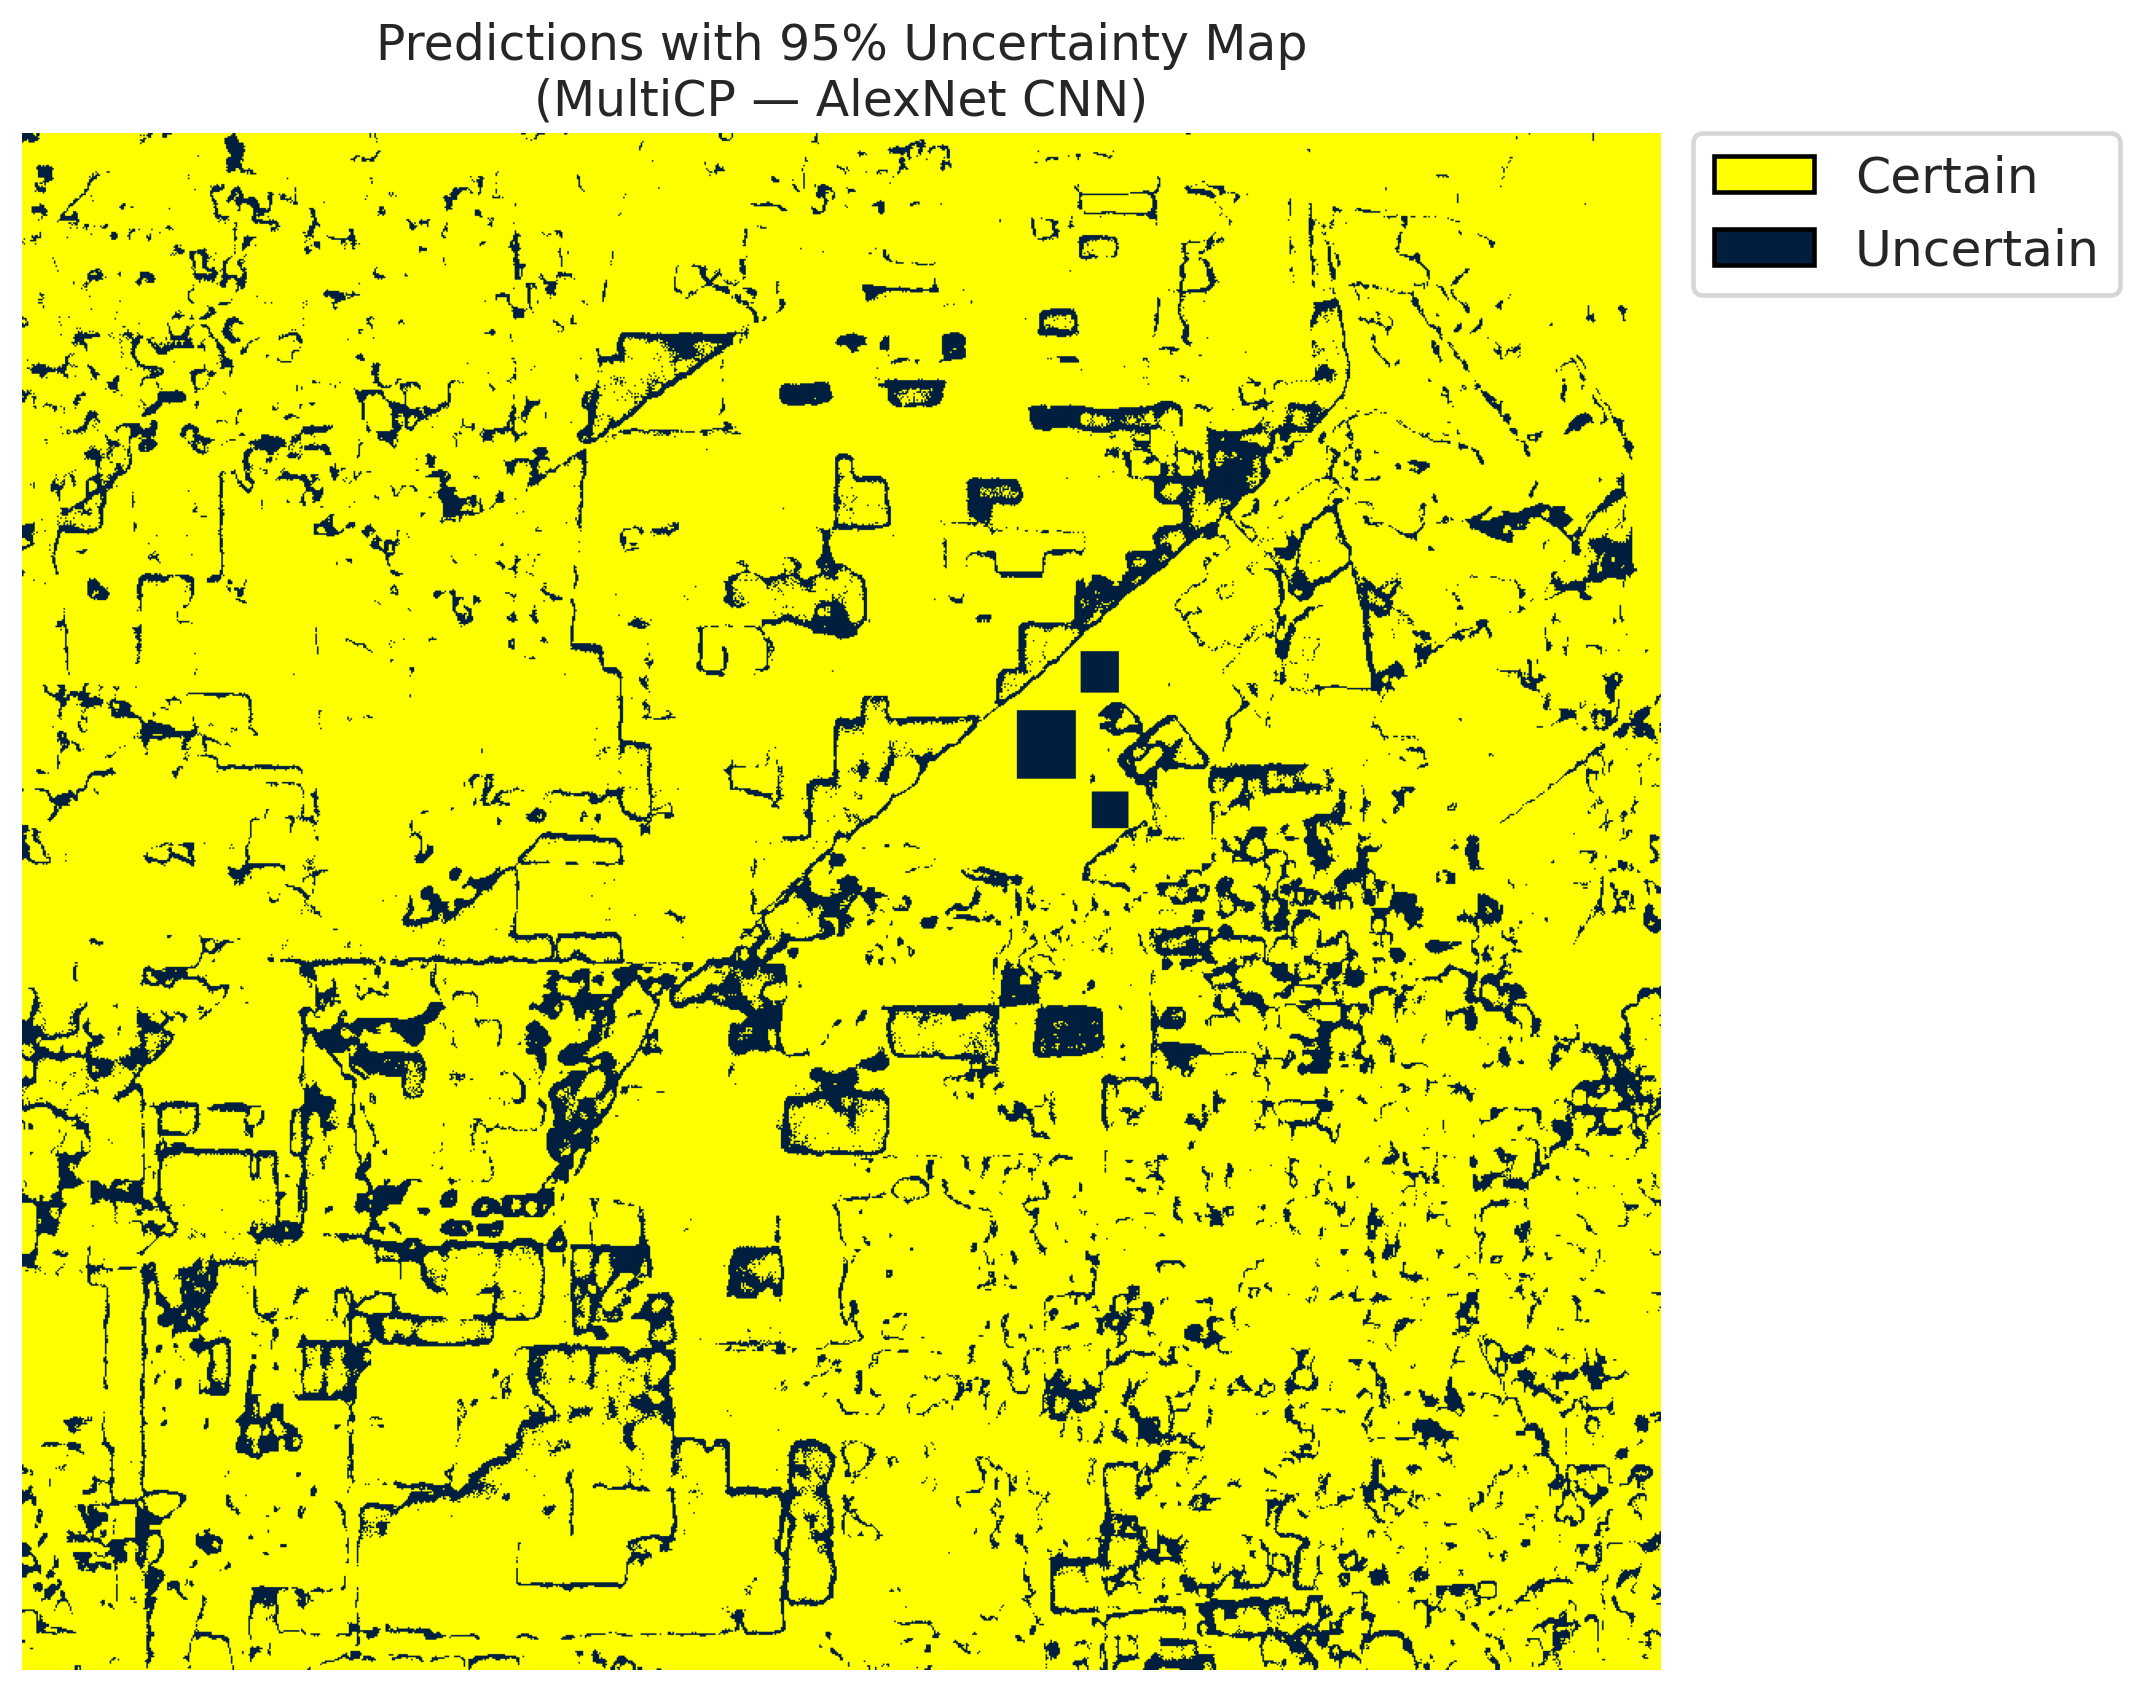 Predictions with 95% Uncertainty Map
(MultiCP — AlexNet CNN)
Certain
Uncertain